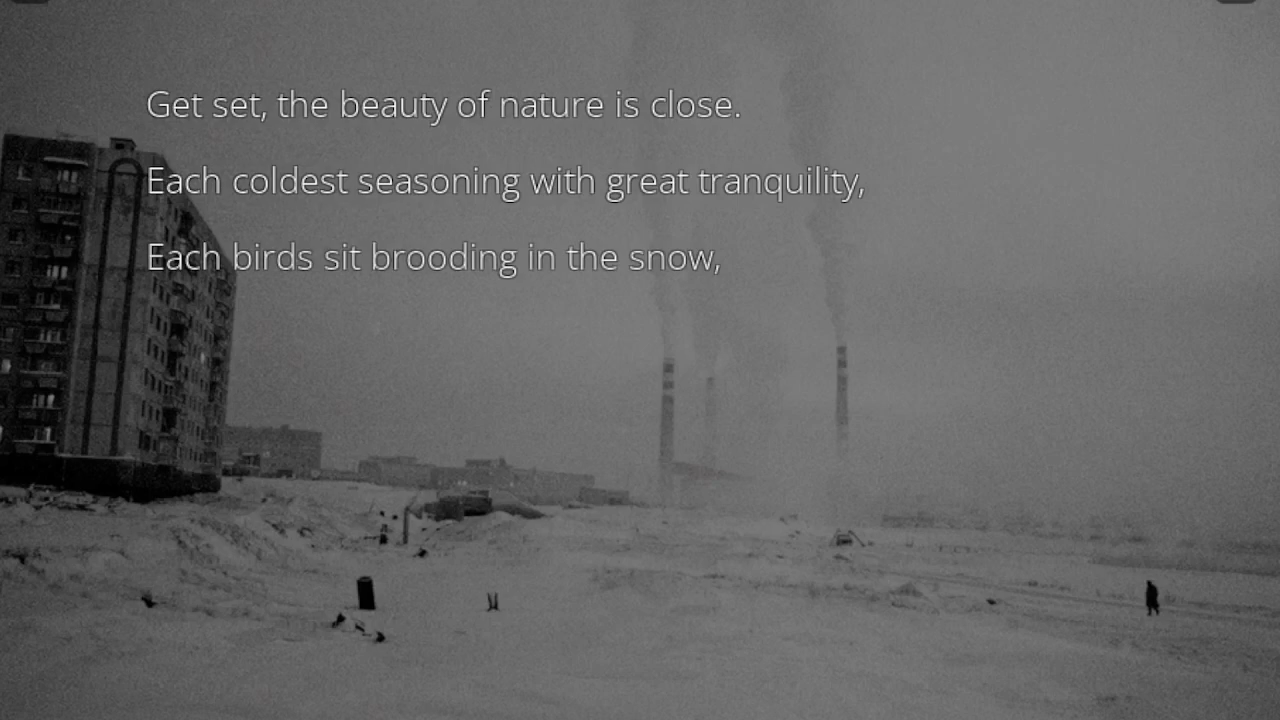 Get set, the beauty of nature is close.
Each coldest seasoning with great tranquility,
Each birds sit brooding in the snow,